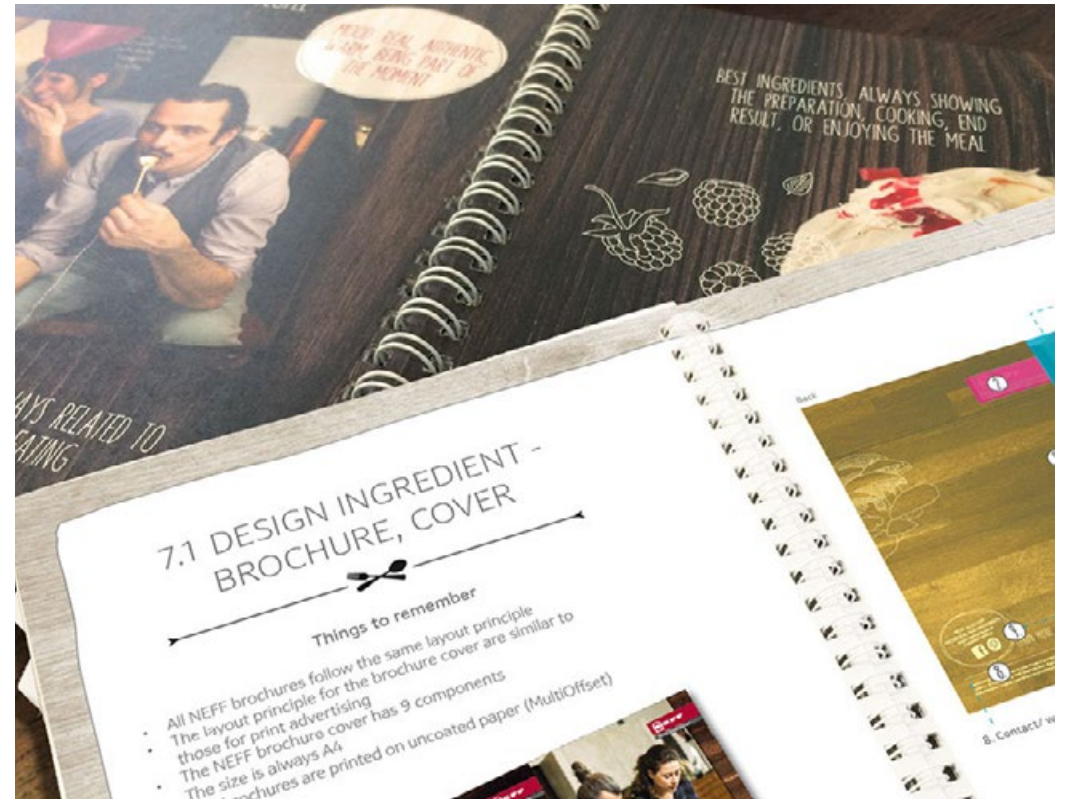 MOOD: REAL, AUTHENTIC,
WARM, BEING PART OF
THE MOMENT
BEST INGREDIENTS, ALWAYS SHOWING
THE PREPARATION, COOKING, END
RESULT, OR ENJOYING THE MEAL
AYS RELATED TO
EATING
7.1 DESIGN INGREDIENT -
BROCHURE, COVER
Things to remember
• All NEFF brochures follow the same layout principle
• The layout principle for the brochure cover are similar to
those for print advertising
• The NEFF brochure cover has 9 components
• The size is always A4
ochures are printed on uncoated paper (MultiOffset)
NEFF
Back
8. Contact/ w